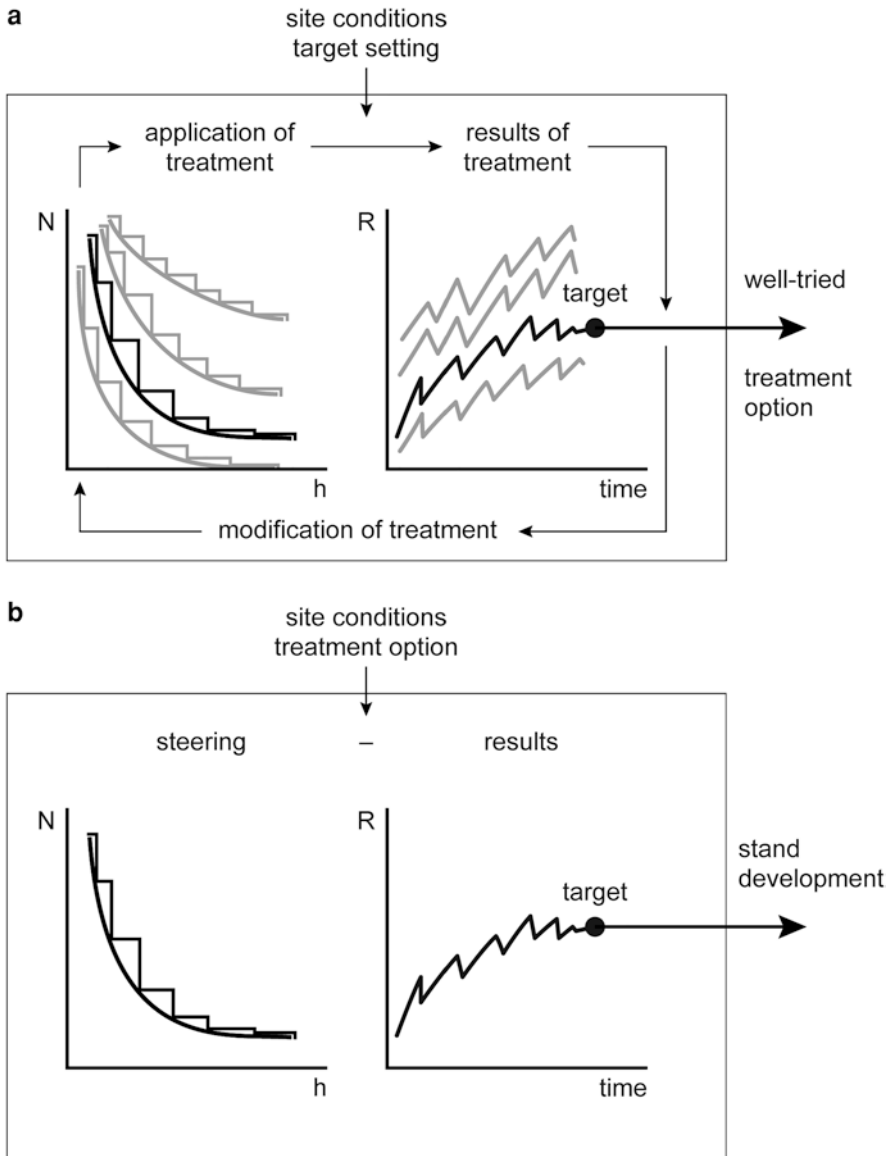 a
site conditions
target setting
application of
treatment
results of
treatment
N
R
target
well-tried
treatment
option
h
time
modification of treatment
b
site conditions
treatment option
steering – results
N
R
target
stand
development
h
time